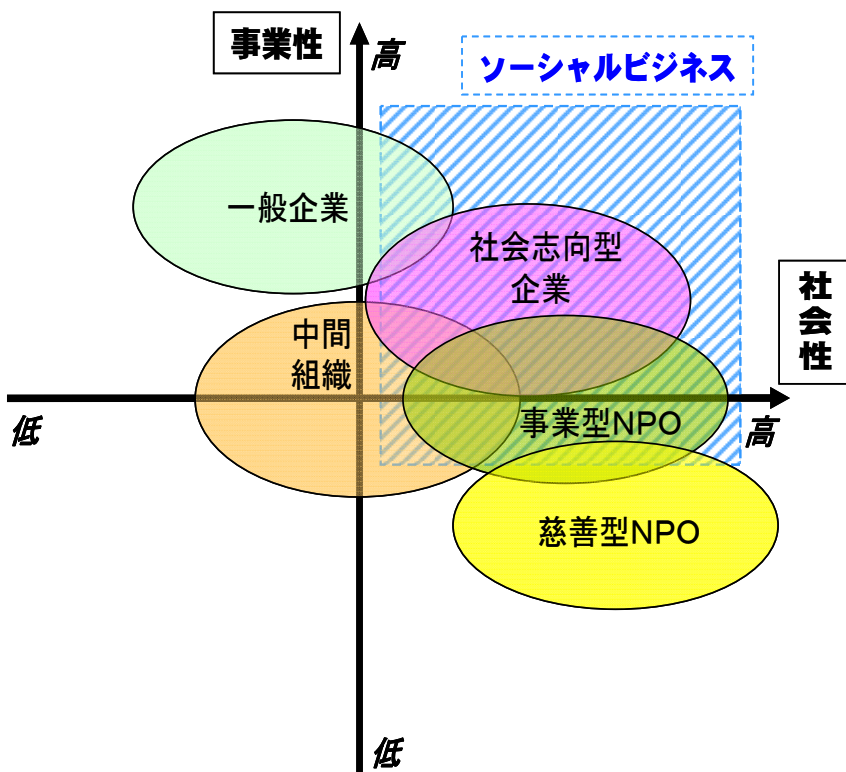 事業性
高
ソーシャルビジネス
一般企業
社会志向型
企業
社会性
中間
組織
低
事業型NPO
高
慈善型NPO
低